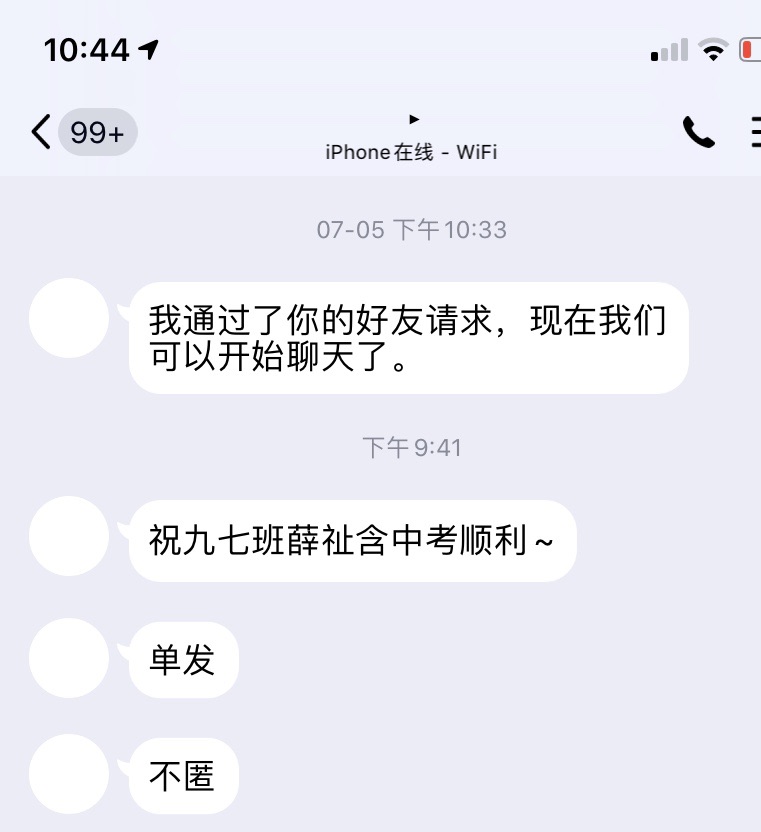 10:44
99+
iPhone在线 - WiFi
07-05 下午10:33
我通过了你的好友请求，现在我们
可以开始聊天了。
下午9:41
祝九七班薛祉含中考顺利~
单发
不匿